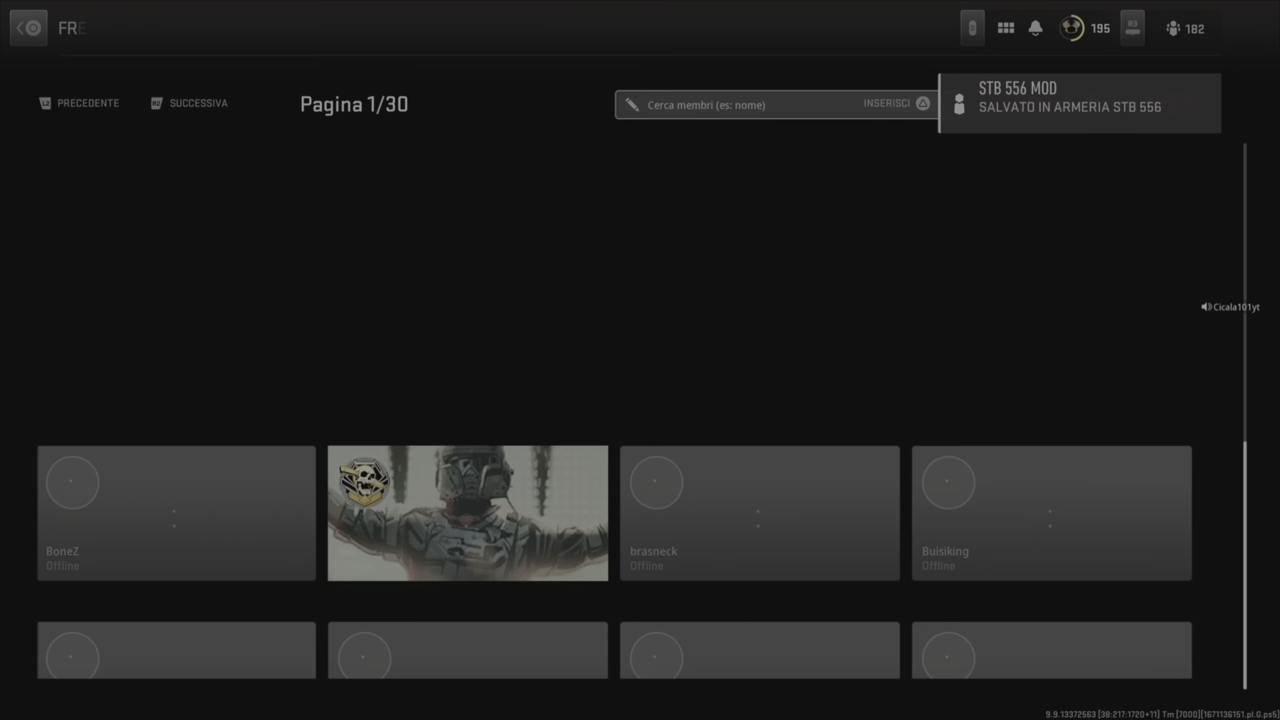 FRE
195
182
PRECEDENTE
SUCCESSIVA
Pagina 1/30
Cerca membri (es: nome)
INSERISCI
STB 556 MOD
SALVATO IN ARMERIA STB 556
Cicala101yt
BoneZ
Offline
brasneck
Offline
Buisiking
Offline
9.9.13372563 [39:217:1720+11] Tm [7000][1671136151.pl.G.ps5]